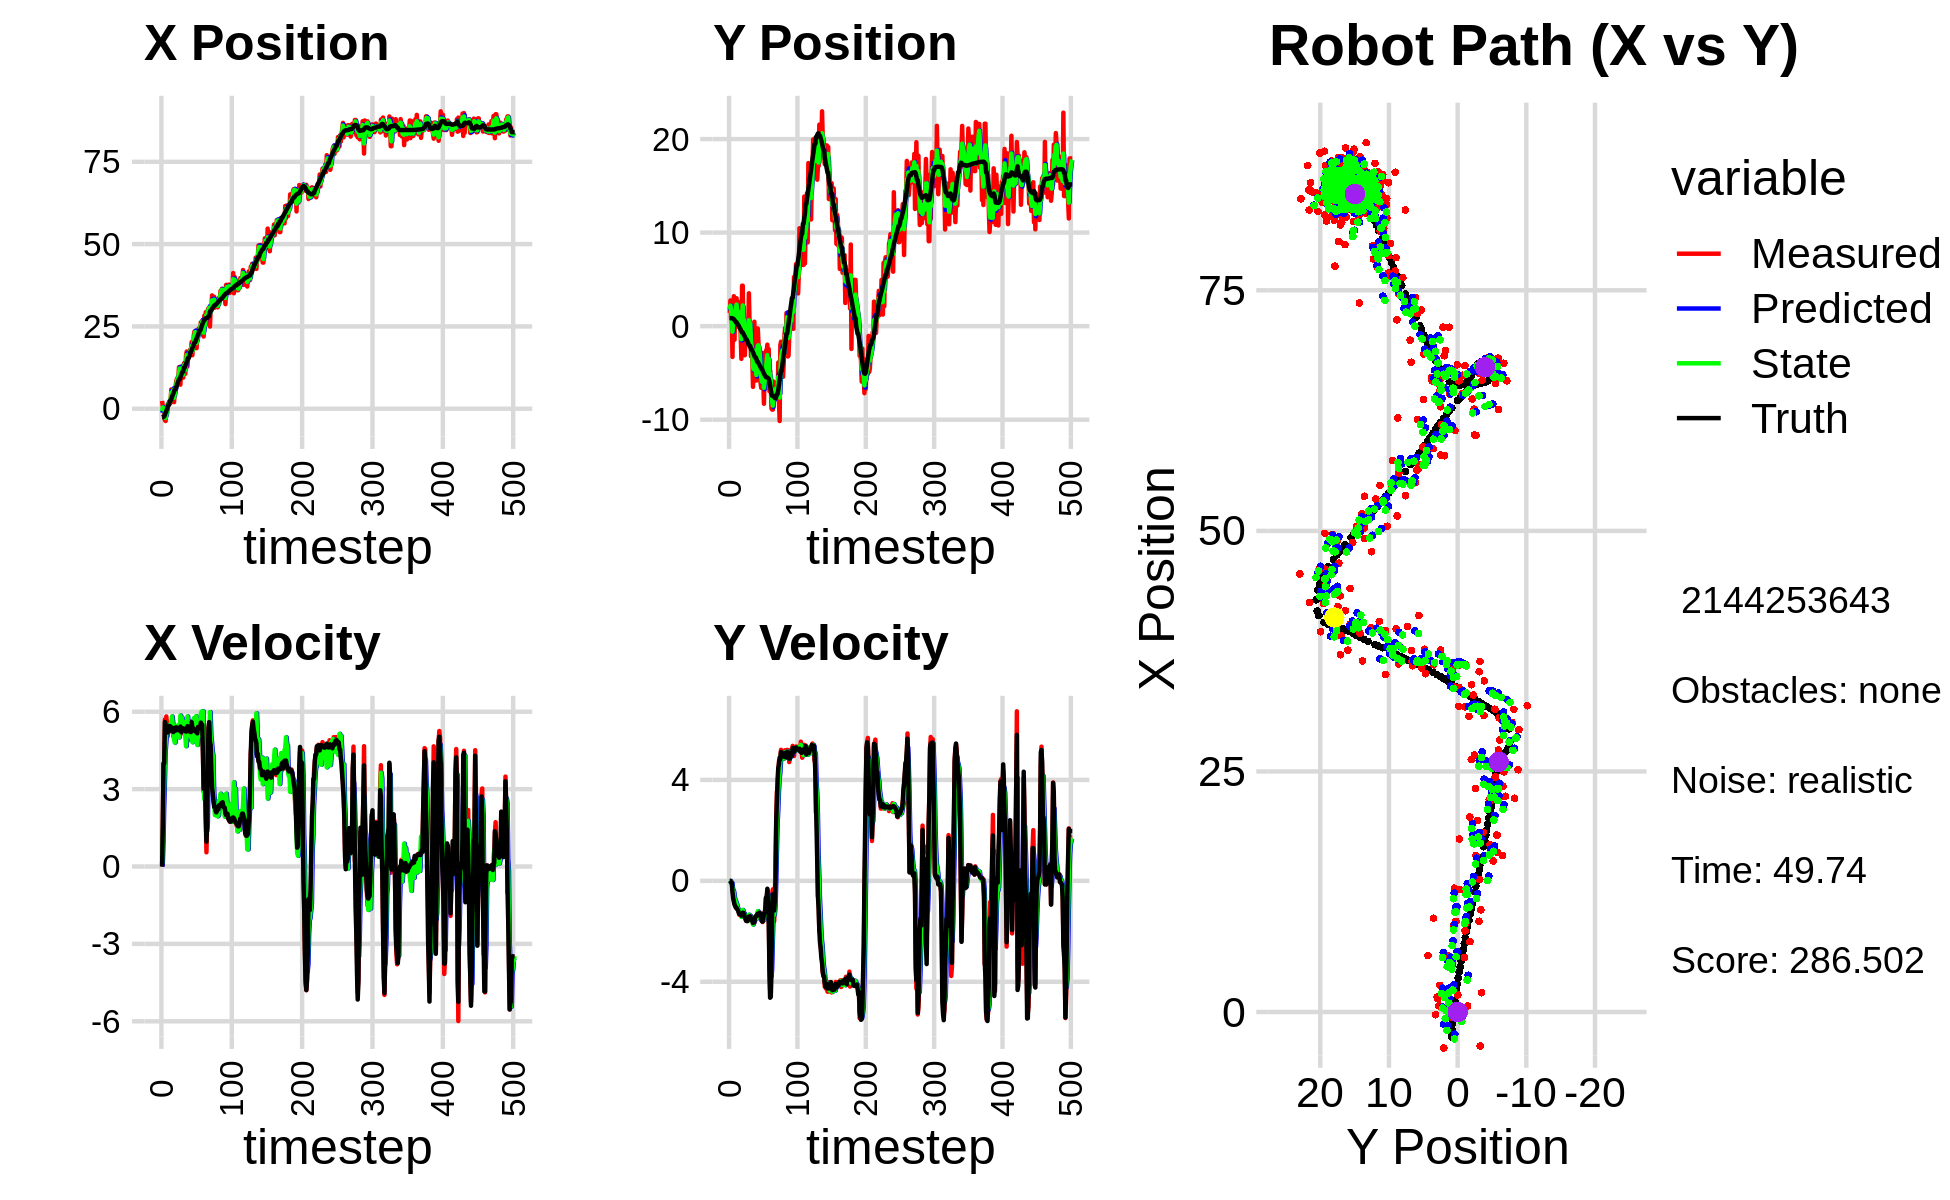 X Position
75
50
25
0
0
100
200
300
400
500
timestep
Y Position
20
10
0
-10
0
100
200
300
400
500
timestep
X Velocity
6
3
0
-3
-6
0
100
200
300
400
500
timestep
Y Velocity
4
0
-4
0
100
200
300
400
500
timestep
Robot Path (X vs Y)
X Position
75
50
25
0
20 10 0 -10 -20
Y Position
variable
Measured
Predicted
State
Truth
2144253643
Obstacles: none
Noise: realistic
Time: 49.74
Score: 286.502